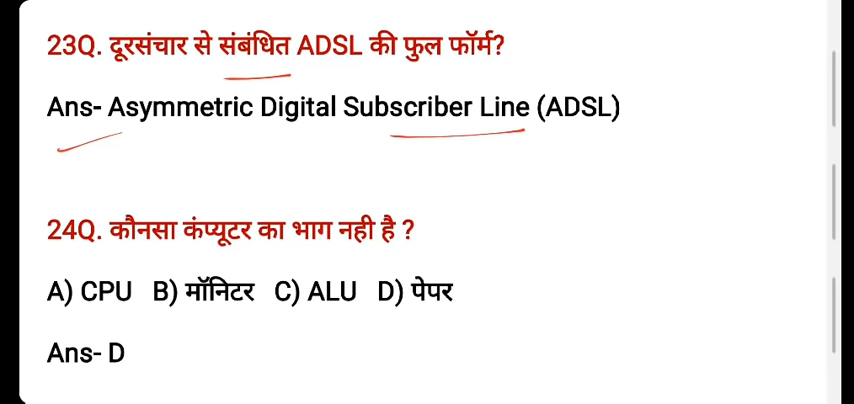 23Q. दूरसंचार से संबंधित ADSL की फुल फॉर्म?
Ans- Asymmetric Digital Subscriber Line (ADSL)
24Q. कौनसा कंप्यूटर का भाग नही है ?
A) CPU B) मॉनिटर C) ALU D) पेपर
Ans- D